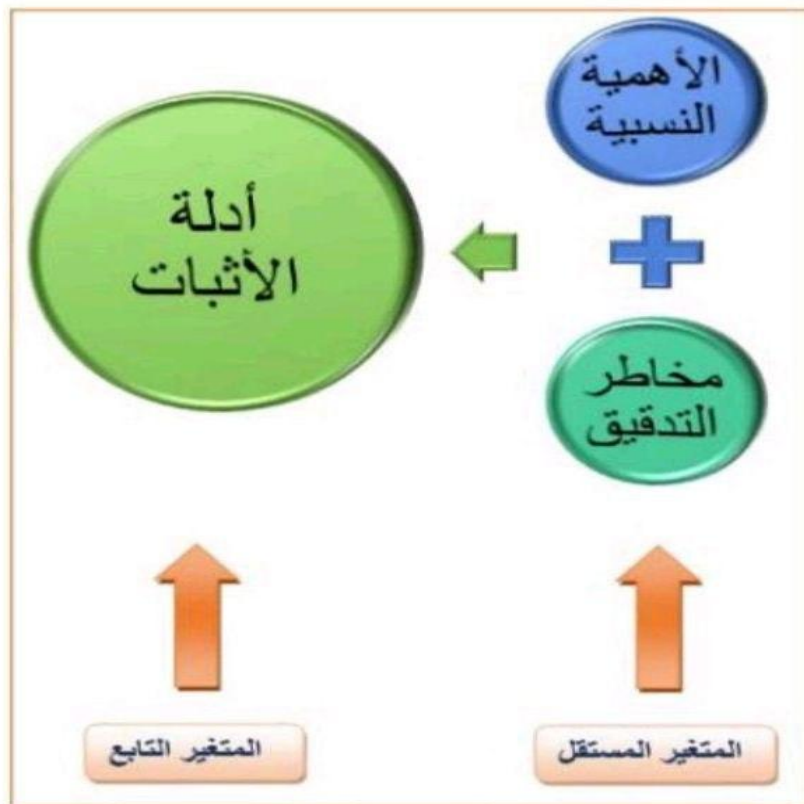 الأهمية
النسبية
مخاطر
التدقيق
أدلة
الأثبات
المتغير المستقل
المتغير التابع